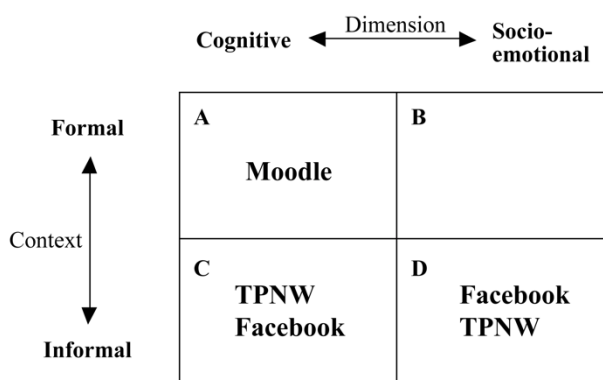 Cognitive Dimension Socio-
emotional
A B
Formal
Moodle
Context
C D
TPNW Facebook
Facebook TPNW
Informal